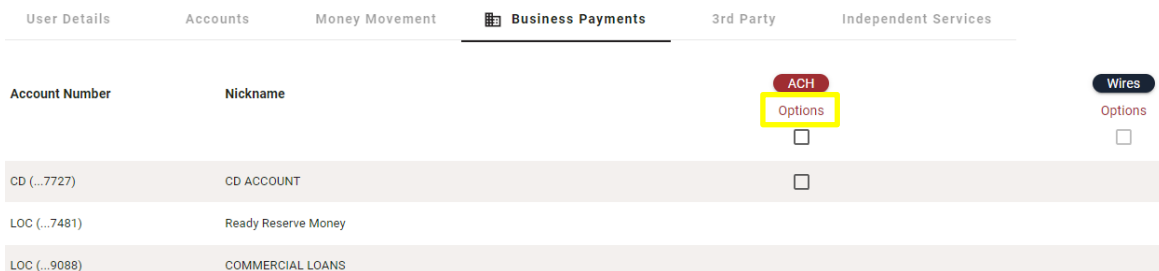 User Details Accounts Money Movement Business Payments 3rd Party Independent Services
Account Number Nickname ACH Wires
Options Options
CD (...7727) CD ACCOUNT
LOC (...7481) Ready Reserve Money
LOC (...9088) COMMERCIAL LOANS